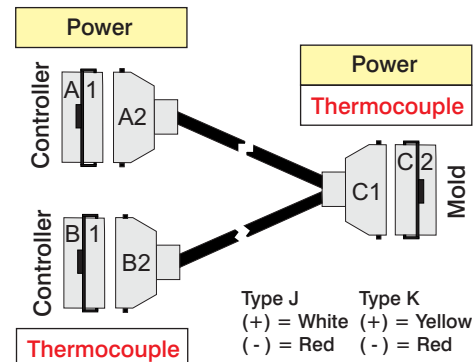 Power
Controller
A 1
A2
Power
Thermocouple
C1
C 2
Mold
Controller
B 1
B2
Thermocouple
Type J Type K
(+) = White (+) = Yellow
(-) = Red (-) = Red